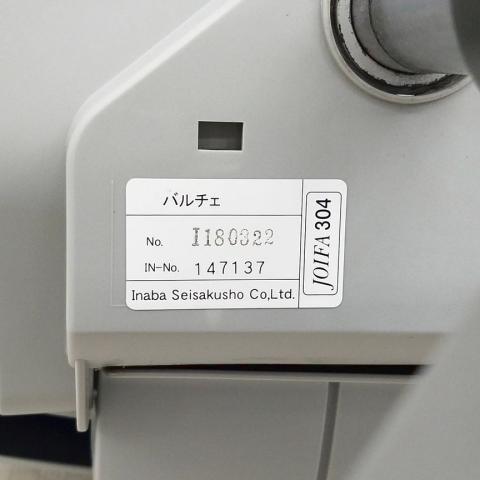 バルチェ
No. I180322
IN-No. 147137
Inaba Seisakusho Co,Ltd.
JOIFA 304